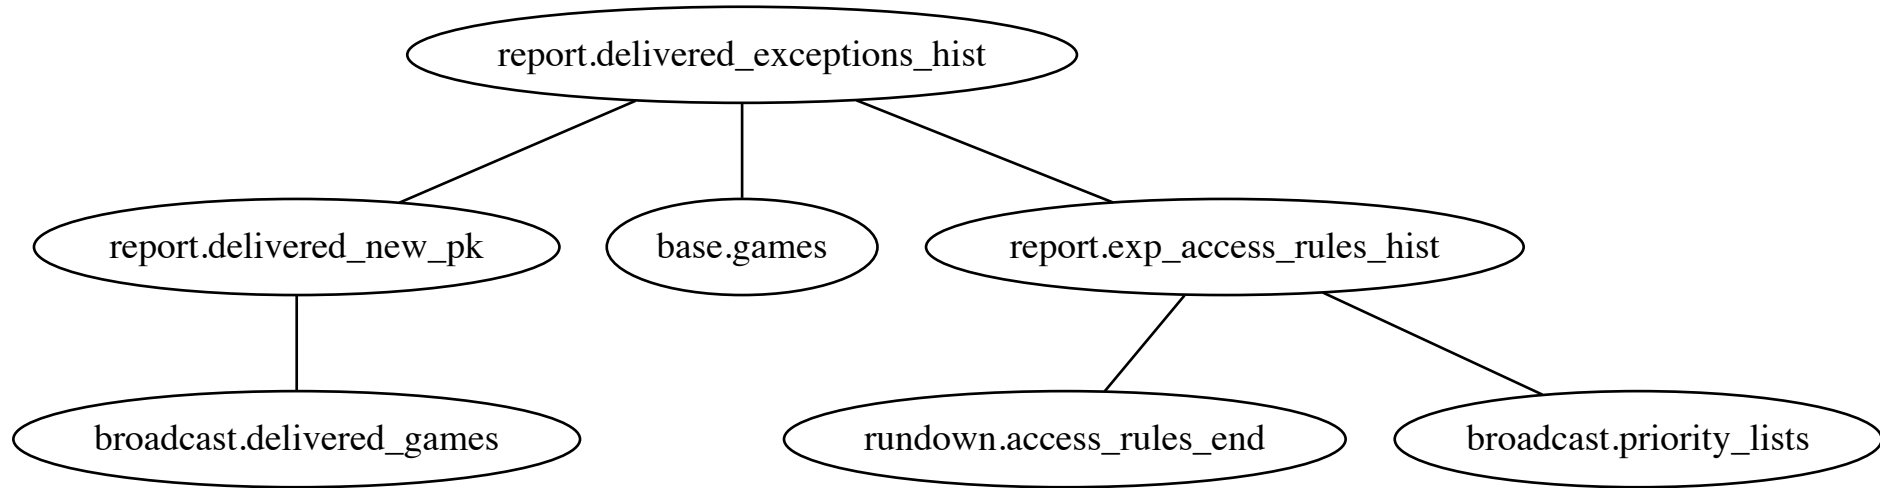 report.delivered_exceptions_hist
report.delivered_new_pk
base.games
report.exp_access_rules_hist
broadcast.delivered_games
rundown.access_rules_end
broadcast.priority_lists